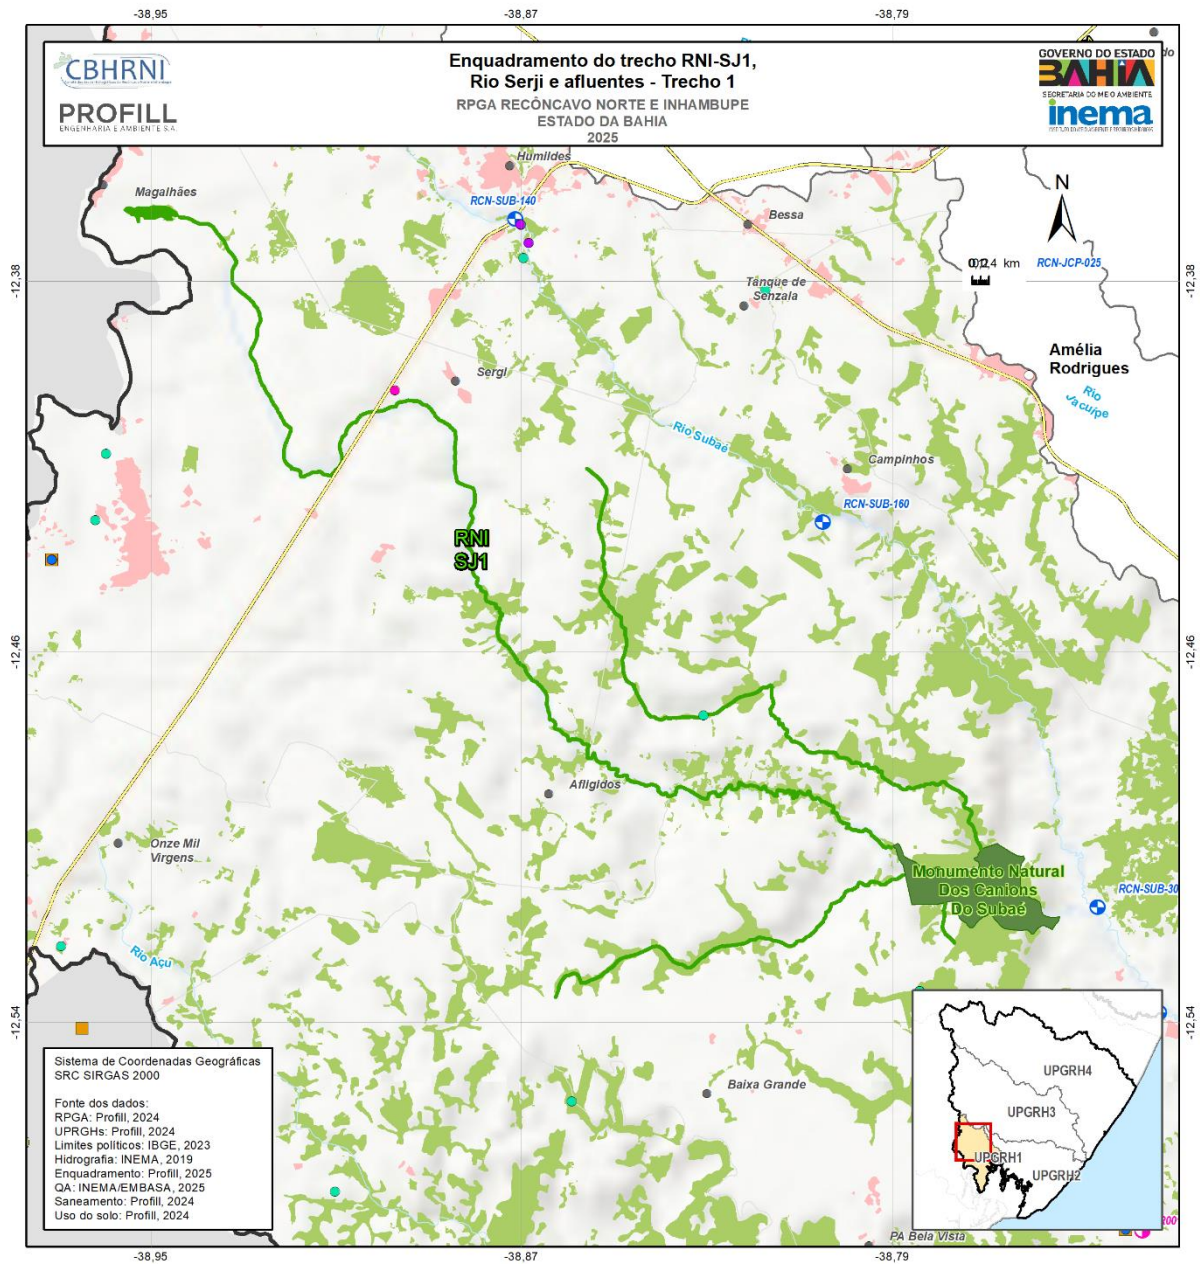 -38,95
-38,87
-38,79
CBHRNI
PROFILL
ENGENHARIA E AMBIENTE S.A.
Enquadramento do trecho RNI-SJ1,
Rio Serji e afluentes - Trecho 1
RPGA RECÔNCAVO NORTE E INHAMBUPE
ESTADO DA BAHIA
2025
GOVERNO DO ESTADO
BAHIA
SECRETARIA DO MEIO AMBIENTE
inema
do
Humildes
Magalhães
RCN-SUB-140
Bessa
N
RCN-JCP-025
km
-12,38
-12,38
Tanque de
Senzala
Amélia
Rodrigues
Rio
Jacuípe
SergI
Rio Subaé
Campinhos
RCN-SUB-160
RNI
SJ1
-12,46
-12,46
Afligidos
Onze Mil
Virgens
Monumento Natural
Dos Canions
Do Subaé
RCN-SUB-30
Rio Açú
-12,54
-12,54
Baixa Grande
Sistema de Coordenadas Geográficas
SRC SIRGAS 2000
Fonte dos dados:
RPGA: Profill, 2024
UPRGHs: Profill, 2024
Limites políticos: IBGE, 2023
Hidrografia: INEMA, 2019
Enquadramento: Profill, 2025
QA: INEMA/EMBASA, 2025
Saneamento: Profill, 2024
Uso do solo: Profill, 2024
UPGRH4
UPGRH3
UPGRH1
UPGRH2
200
PA Bela Vista
-38,95
-38,87
-38,79